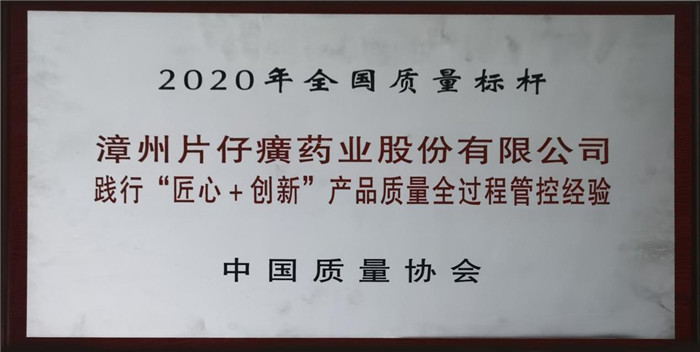 2020年全国质量标杆
漳州片仔癀药业股份有限公司
践行“匠心+创新”产品质量全过程管控经验
中国质量协会